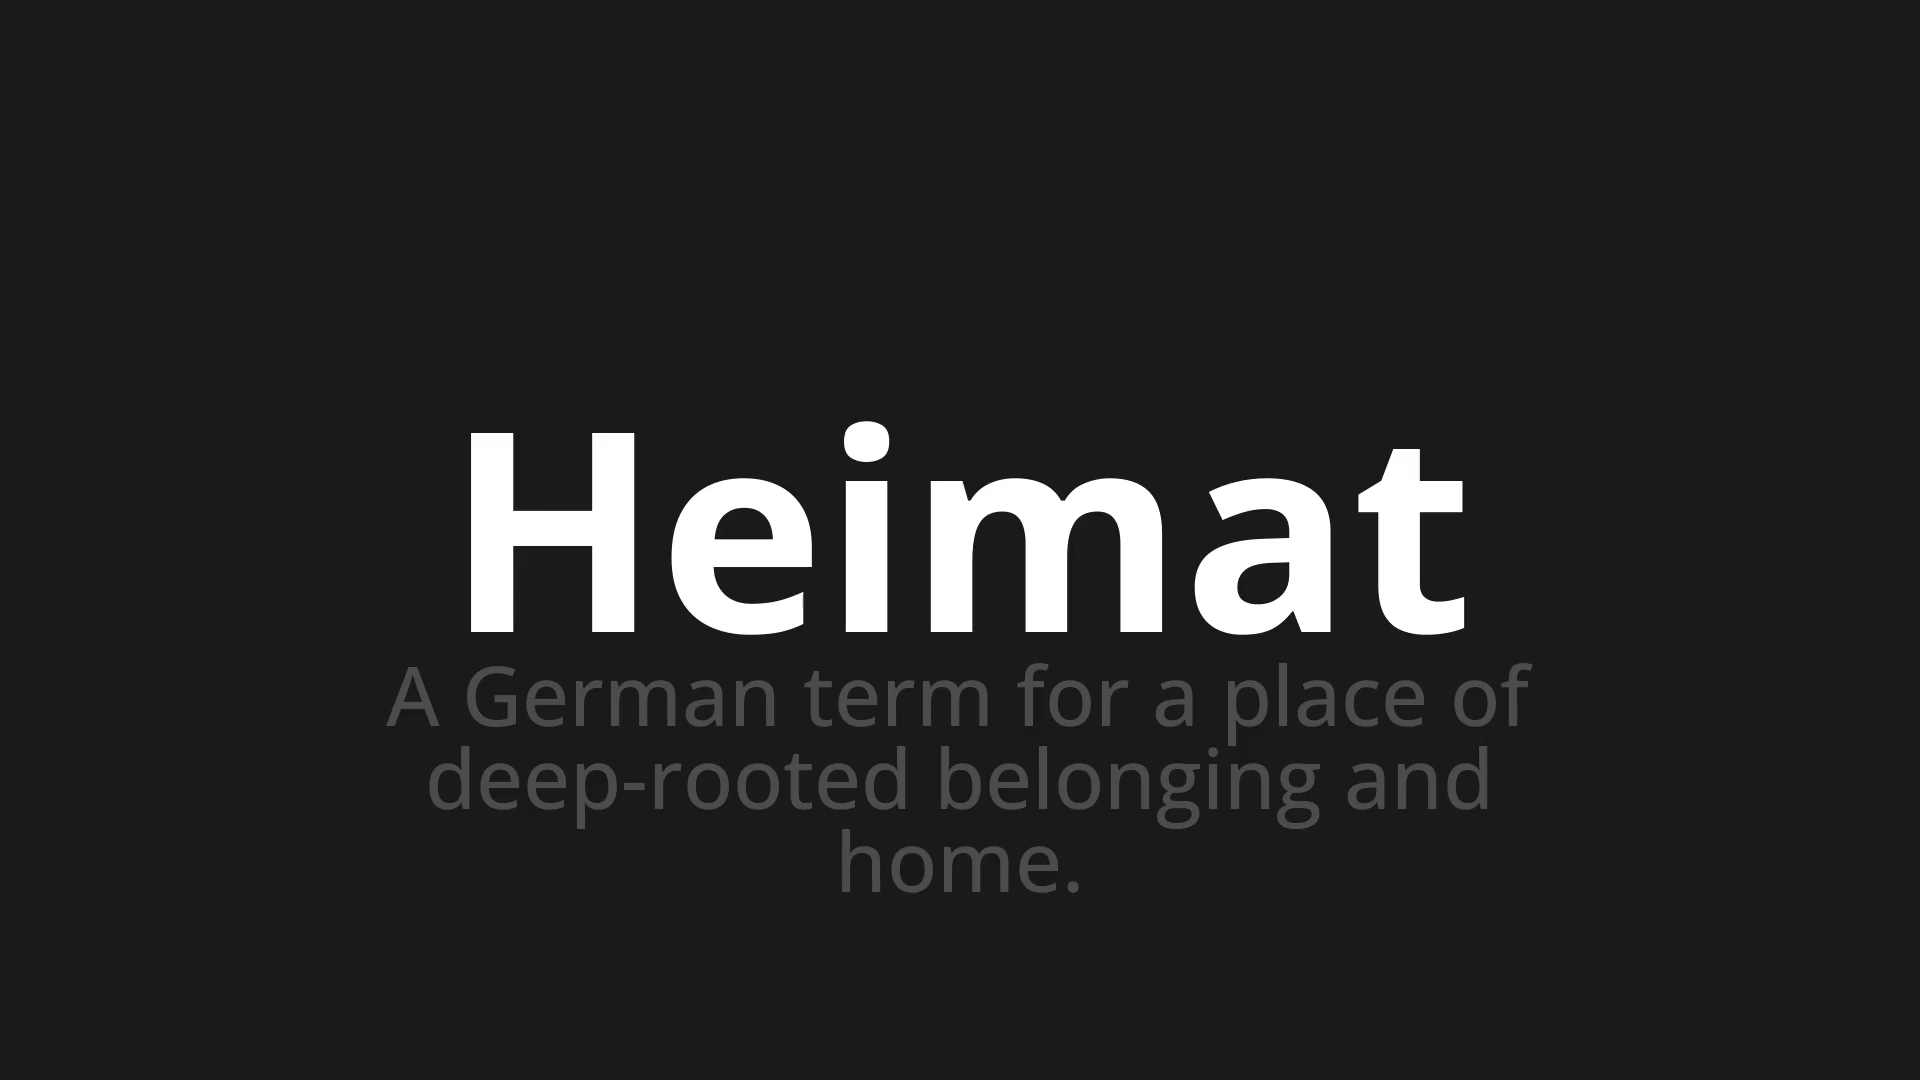 Heimat
A German term for a place of
deep-rooted belonging and
home.